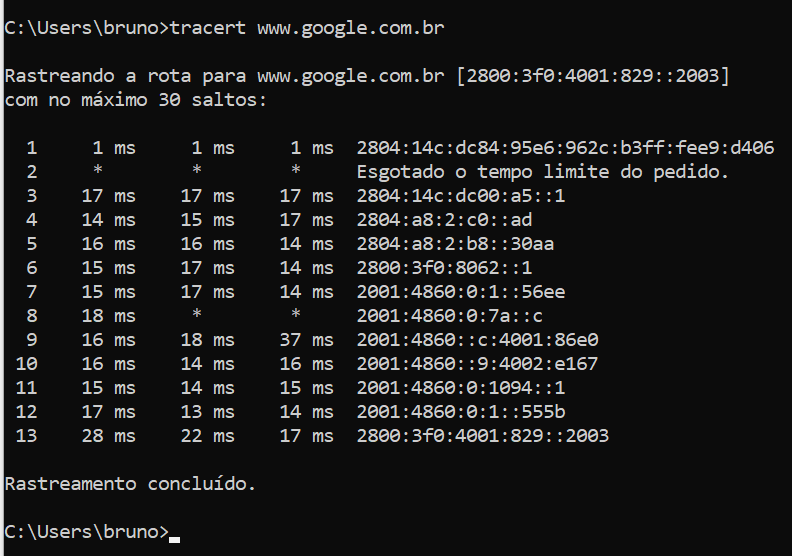 C:\Users\bruno>tracert www.google.com.br
Rastreando a rota para www.google.com.br [2800:3f0:4001:829::2003]
com no máximo 30 saltos:
1 1 ms 1 ms 1 ms 2804:14c:dc84:95e6:962c:b3ff:fee9:d406
2 * * * Esgotado o tempo limite do pedido.
3 17 ms 17 ms 17 ms 2804:14c:dc00:a5::1
4 14 ms 15 ms 17 ms 2804:a8:2:c0::ad
5 16 ms 16 ms 14 ms 2804:a8:2:b8::30aa
6 15 ms 17 ms 14 ms 2800:3f0:8062::1
7 15 ms 17 ms 14 ms 2001:4860:0:1::56ee
8 18 ms * * 2001:4860:0:7a::c
9 16 ms 18 ms 37 ms 2001:4860::c:4001:86e0
10 16 ms 14 ms 16 ms 2001:4860::9:4002:e167
11 15 ms 14 ms 15 ms 2001:4860:0:1094::1
12 17 ms 13 ms 14 ms 2001:4860:0:1::555b
13 28 ms 22 ms 17 ms 2800:3f0:4001:829::2003
Rastreamento concluído.
C:\Users\bruno>